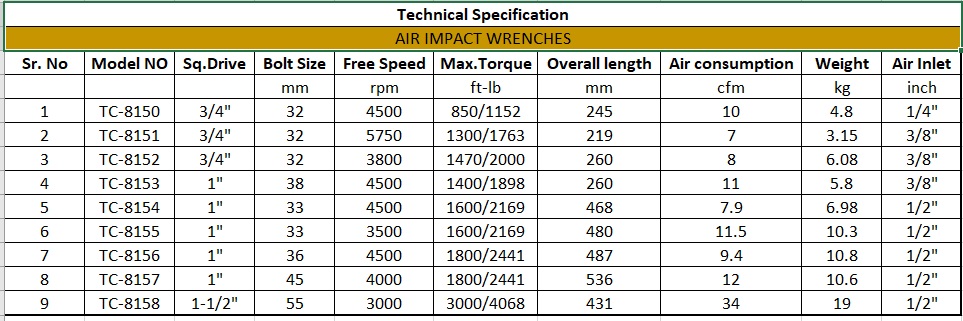 Technical Specification
AIR IMPACT WRENCHES
Sr. No Model NO Sq.Drive Bolt Size Free Speed Max.Torque Overall length Air consumption Weight Air Inlet
mm rpm ft-lb mm cfm kg inch
1 TC-8150 3/4" 32 4500 850/1152 245 10 4.8 1/4"
2 TC-8151 3/4" 32 5750 1300/1763 219 7 3.15 3/8"
3 TC-8152 3/4" 32 3800 1470/2000 260 8 6.08 3/8"
4 TC-8153 1" 38 4500 1400/1898 260 11 5.8 3/8"
5 TC-8154 1" 33 4500 1600/2169 468 7.9 6.98 1/2"
6 TC-8155 1" 33 3500 1600/2169 480 11.5 10.3 1/2"
7 TC-8156 1" 36 4500 1800/2441 487 9.4 10.8 1/2"
8 TC-8157 1" 45 4000 1800/2441 536 12 10.6 1/2"
9 TC-8158 1-1/2" 55 3000 3000/4068 431 34 19 1/2"